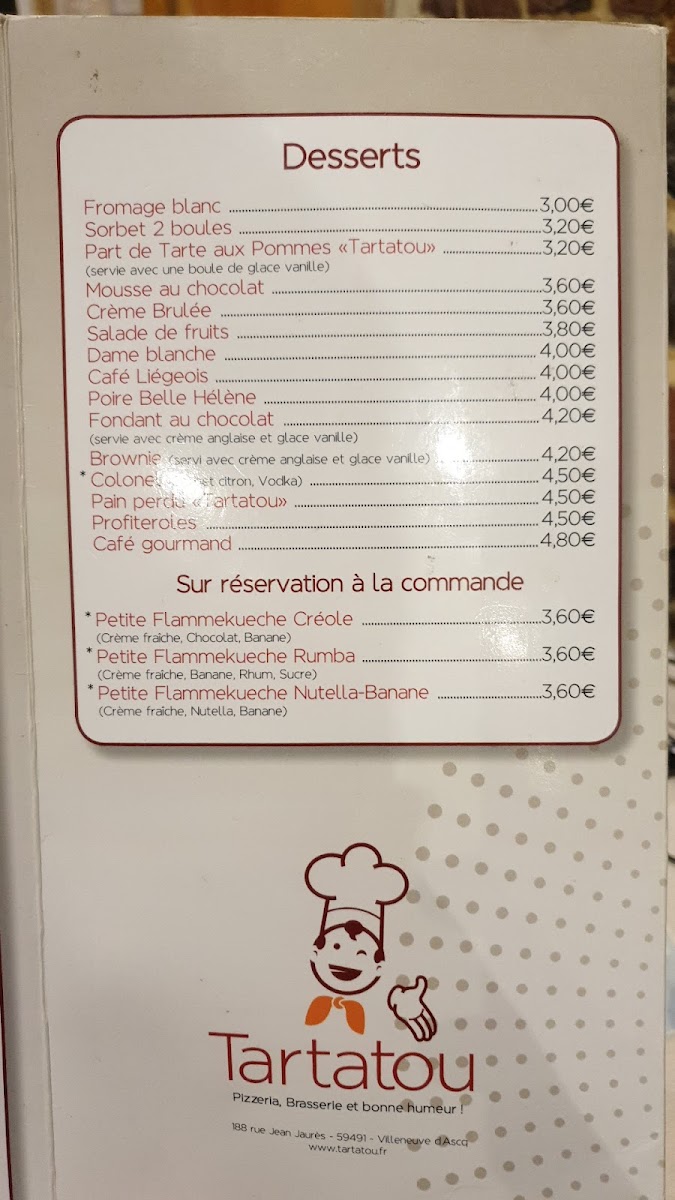 Desserts
Fromage blanc 3,00€
Sorbet 2 boules 3,20€
Part de Tarte aux Pommes «Tartatou» 3,20€
(servie avec une boule de glace vanille)
Mousse au chocolat 3,60€
Crème Brulée 3,60€
Salade de fruits 3,80€
Dame blanche 4,00€
Café Liégeois 4,00€
Poire Belle Hélène 4,00€
Fondant au chocolat 4,20€
(servie avec crème anglaise et glace vanille)
Brownie (servi avec crème anglaise et glace vanille) 4,20€
* Colonel citron, Vodka) 4,50€
Pain perdu «Tartatou» 4,50€
Profiteroles 4,50€
Café gourmand 4,80€
Sur réservation à la commande
* Petite Flammekueche Créole 3,60€
(Crème fraîche, Chocolat, Banane)
* Petite Flammekueche Rumba 3,60€
(Crème fraîche, Banane, Rhum, Sucre)
* Petite Flammekueche Nutella-Banane 3,60€
(Crème fraîche, Nutella, Banane)
Tartatou
Pizzeria, Brasserie et bonne humeur !
188 rue Jean Jaurès - 59491 - Villeneuve d'Ascq
www.tartatou.fr